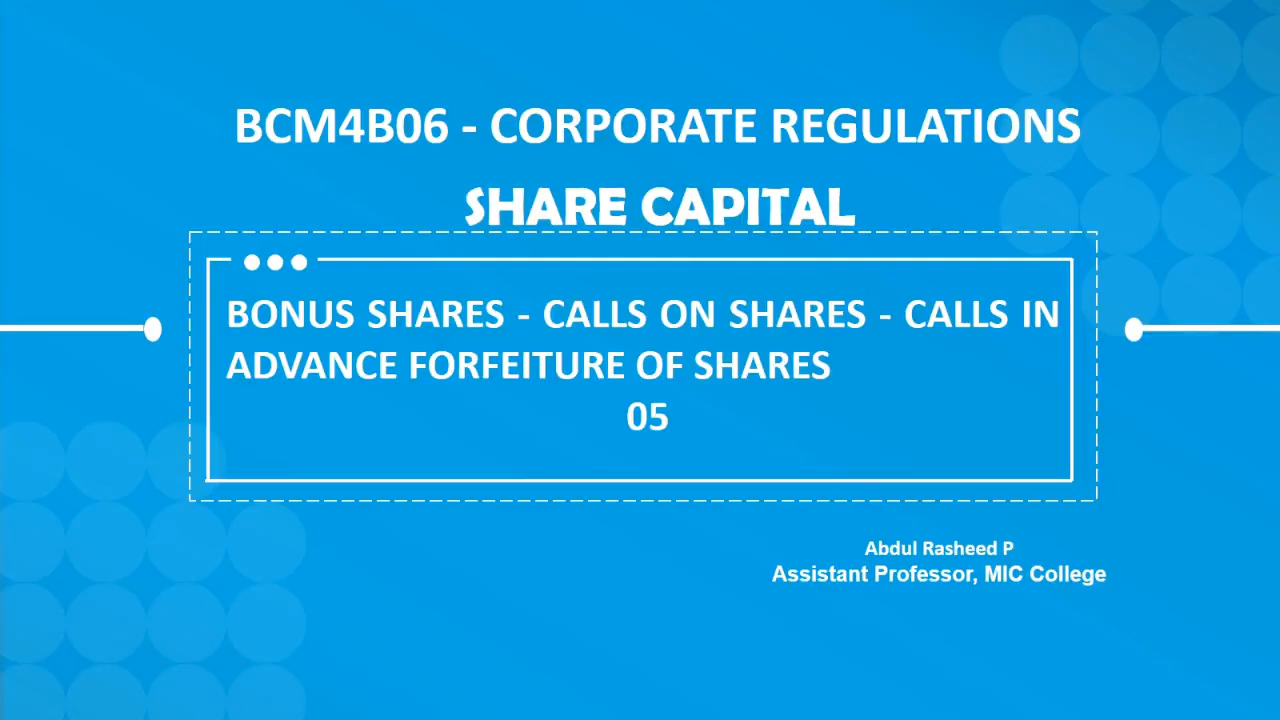 BCM4B06 - CORPORATE REGULATIONS
SHARE CAPITAL
BONUS SHARES - CALLS ON SHARES - CALLS IN
ADVANCE FORFEITURE OF SHARES
05
Abdul Rasheed P
Assistant Professor, MIC College